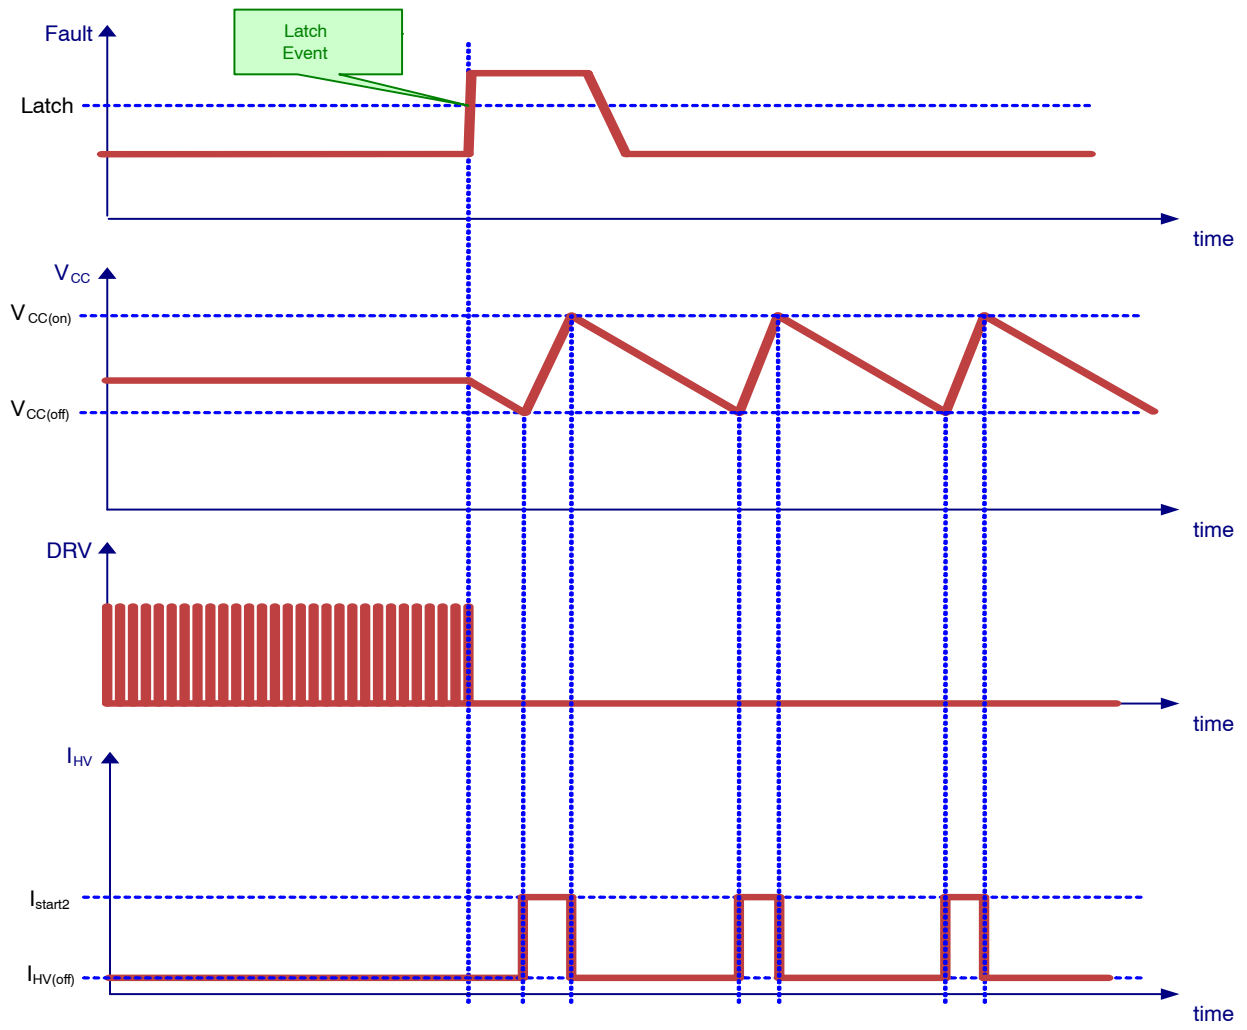 Fault
Latch
Event
Latch
time
VCC
VCC(on)
VCC(off)
time
DRV
time
IHV
Istart2
IHV(off)
time